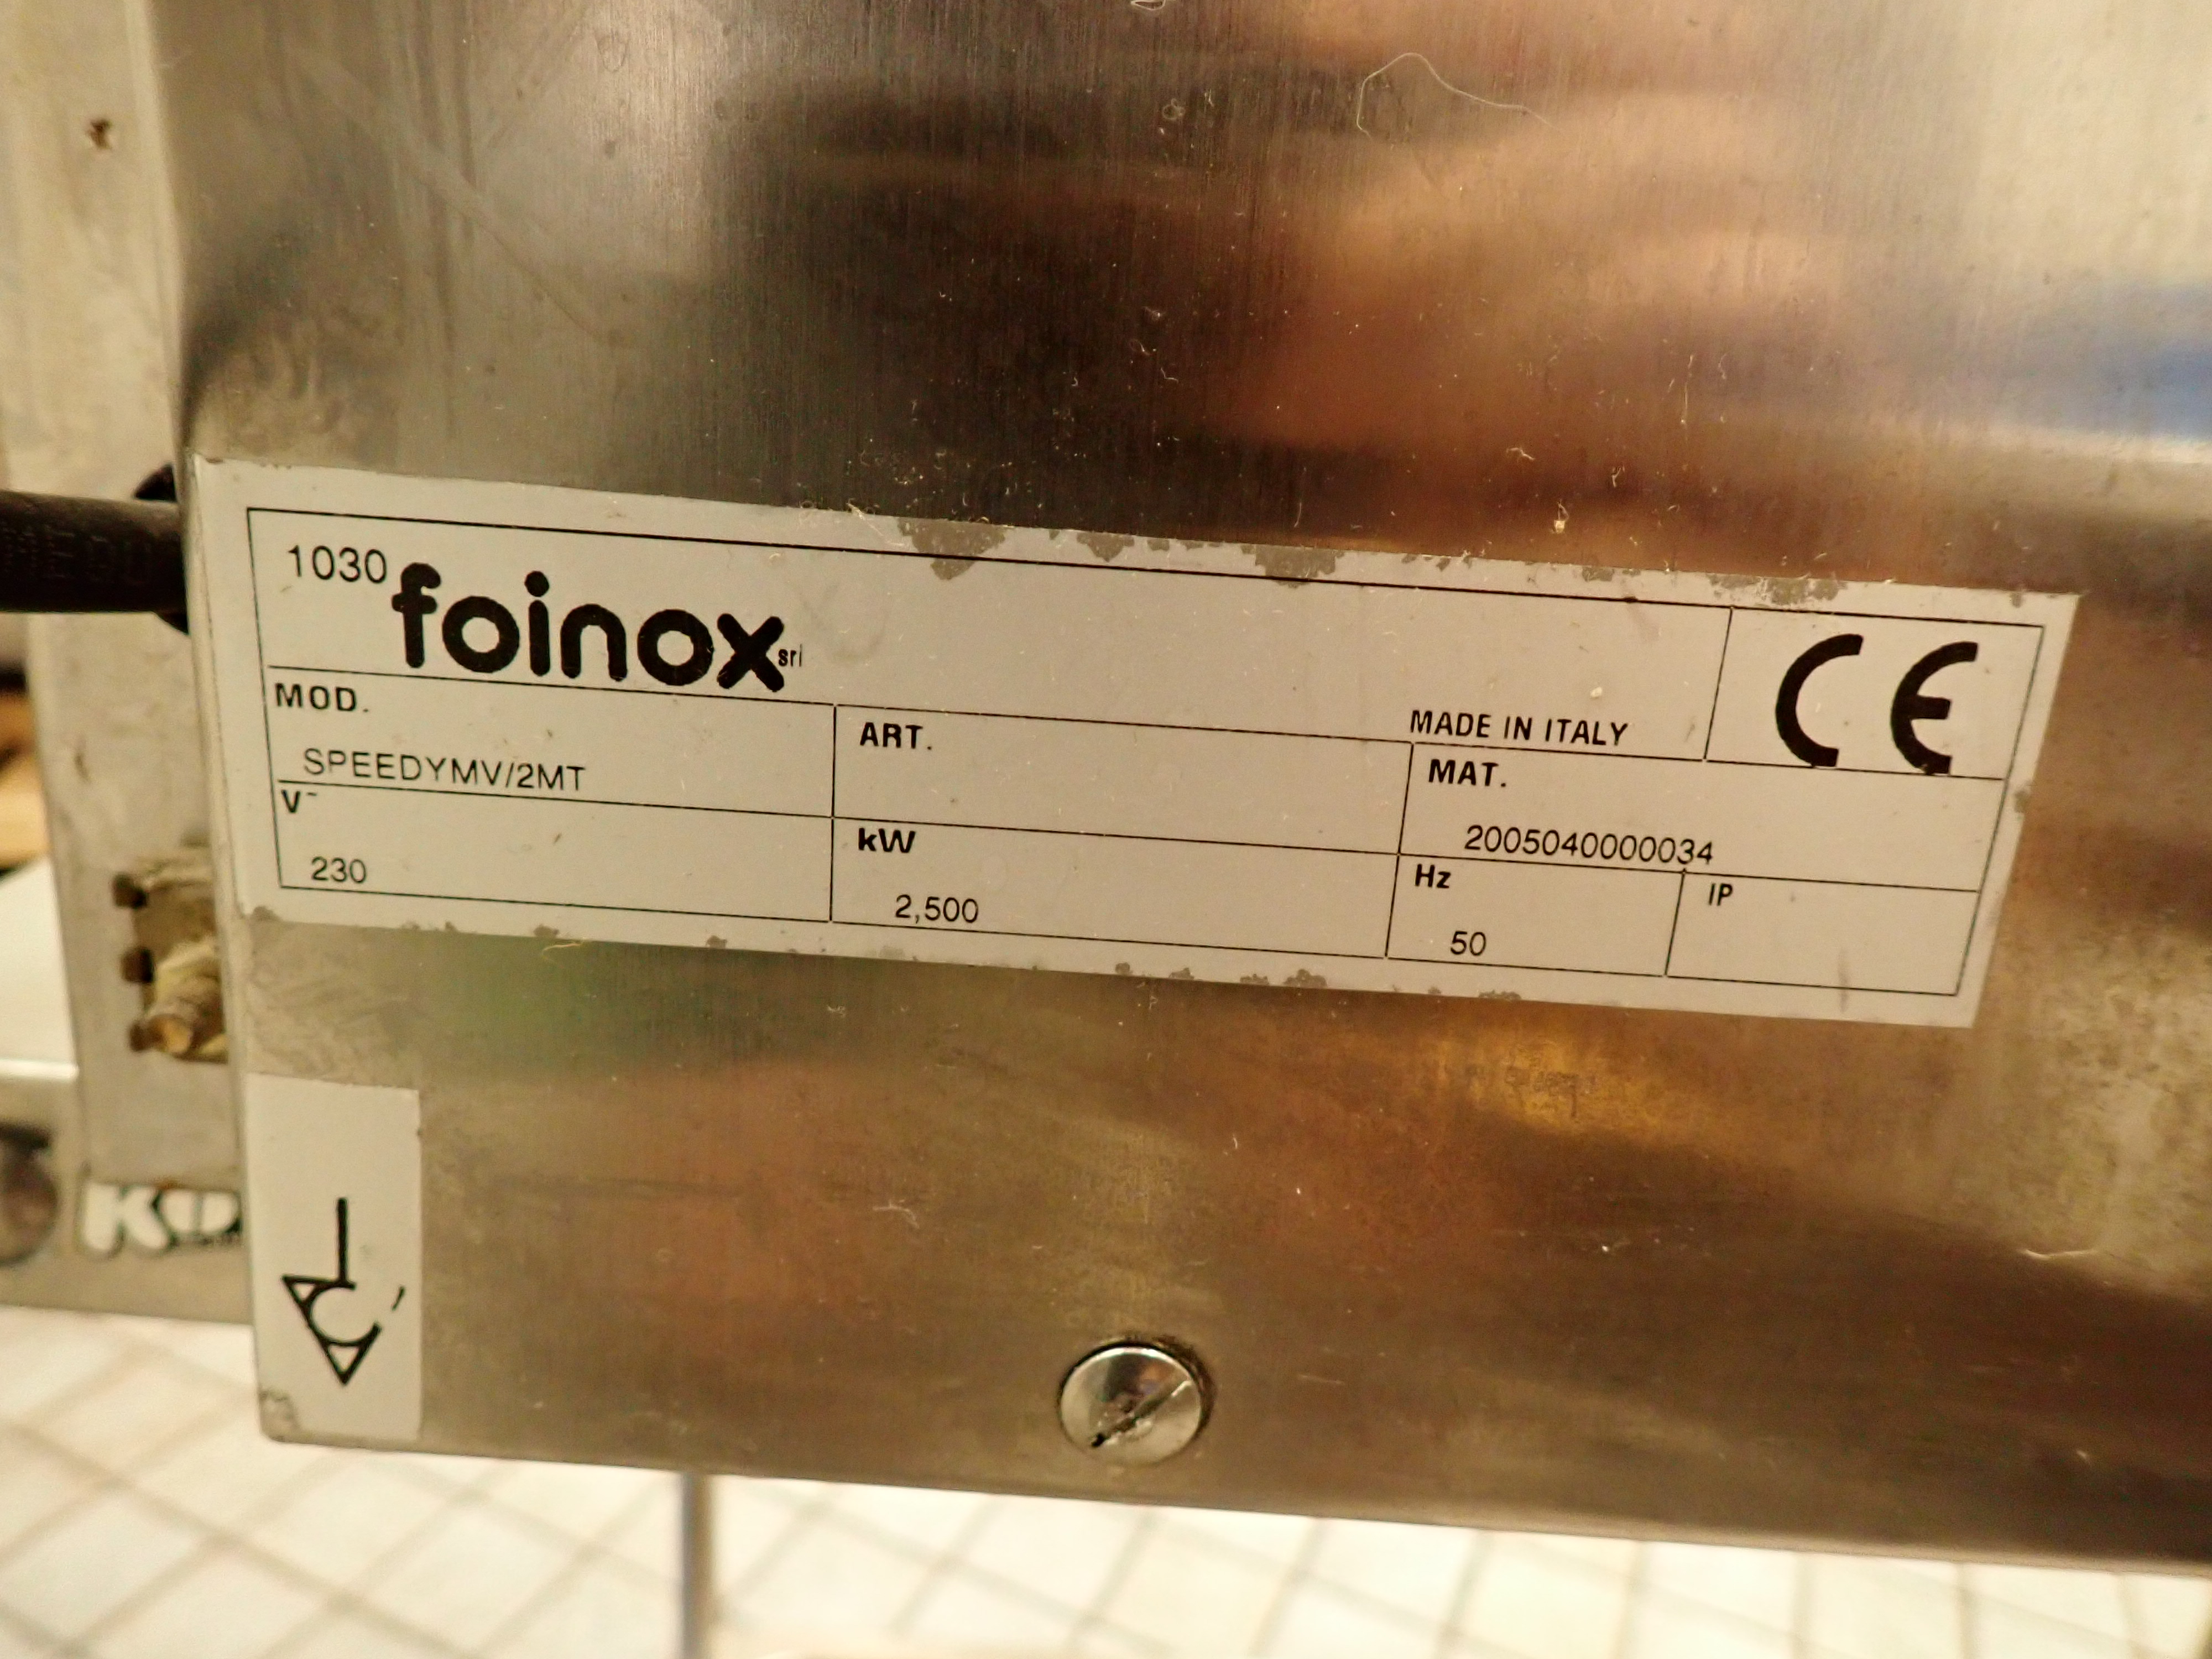 1030 foinox srl
MADE IN ITALY
CE
MOD.
SPEEDYMV/2MT
ART.
MAT.
2005040000034
V~
230
kW
2,500
Hz
50
IP